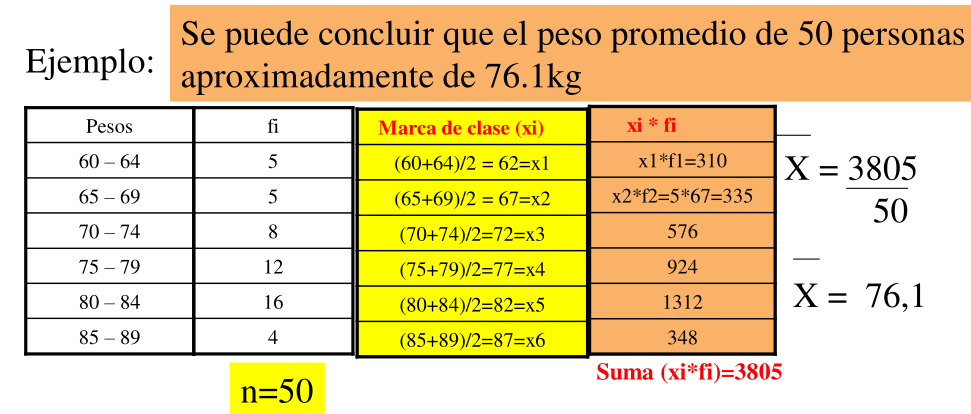 Ejemplo:
Se puede concluir que el peso promedio de 50 personas
aproximadamente de 76.1kg
Pesos fi Marca de clase (xi) xi * fi
60 – 64 5 (60+64)/2 = 62=x1 x1*f1=310
65 – 69 5 (65+69)/2 = 67=x2 x2*f2=5*67=335
70 – 74 8 (70+74)/2=72=x3 576
75 – 79 12 (75+79)/2=77=x4 924
80 – 84 16 (80+84)/2=82=x5 1312
85 – 89 4 (85+89)/2=87=x6 348
n=50
Suma (xi*fi)=3805
X = 3805
50
X = 76,1